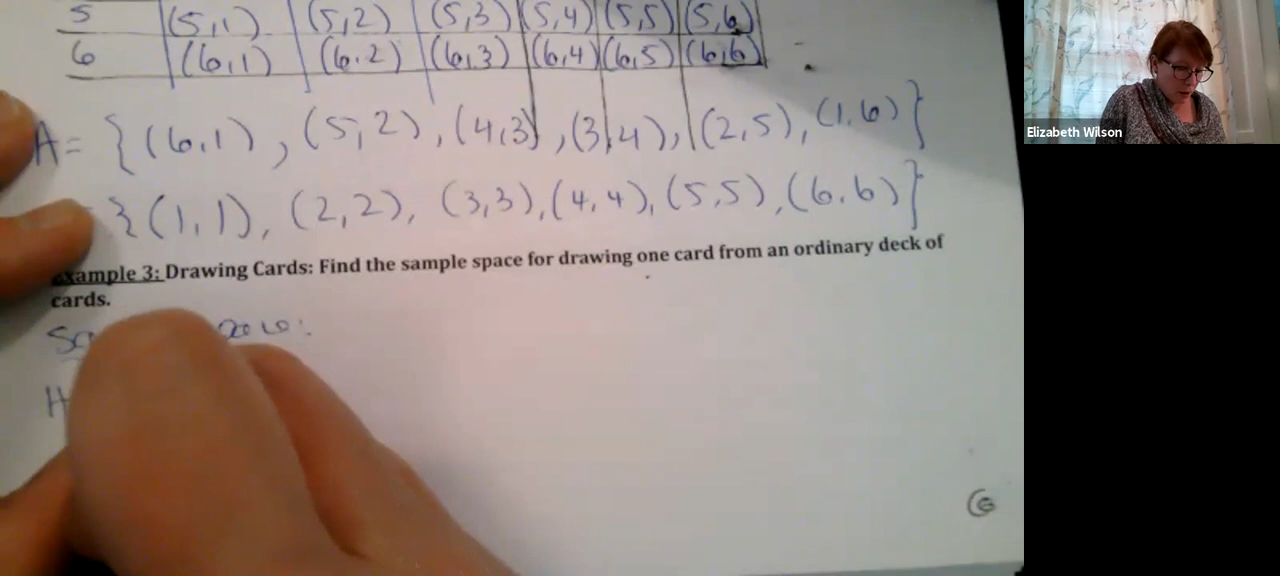 5 (5,1) (5,2) (5,3) (5,4) (5,5) (5,6)
6 (6,1) (6,2) (6,3) (6,4) (6,5) (6,6)
A = {(6,1), (5,2), (4,3), (3,4), (2,5), (1,6)}
= {(1,1), (2,2), (3,3), (4,4), (5,5), (6,6)}
Example 3: Drawing Cards: Find the sample space for drawing one card from an ordinary deck of
cards.
H
6
Elizabeth Wilson